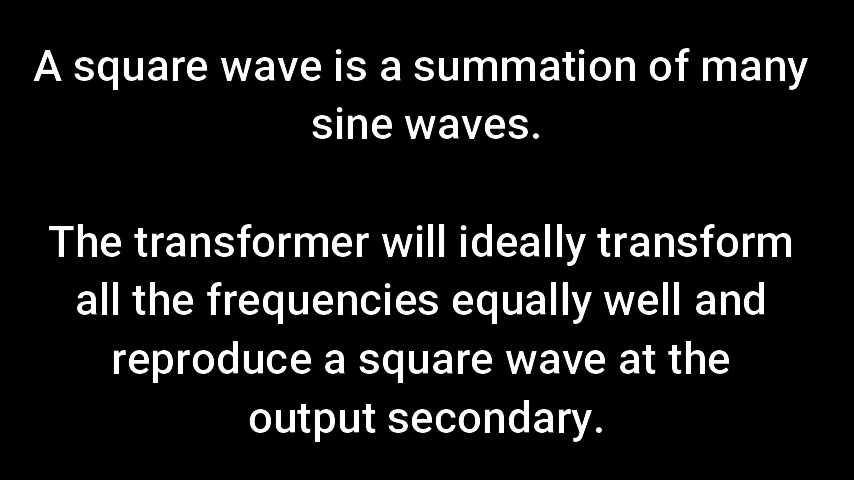 A square wave is a summation of many
sine waves.
The transformer will ideally transform
all the frequencies equally well and
reproduce a square wave at the
output secondary.